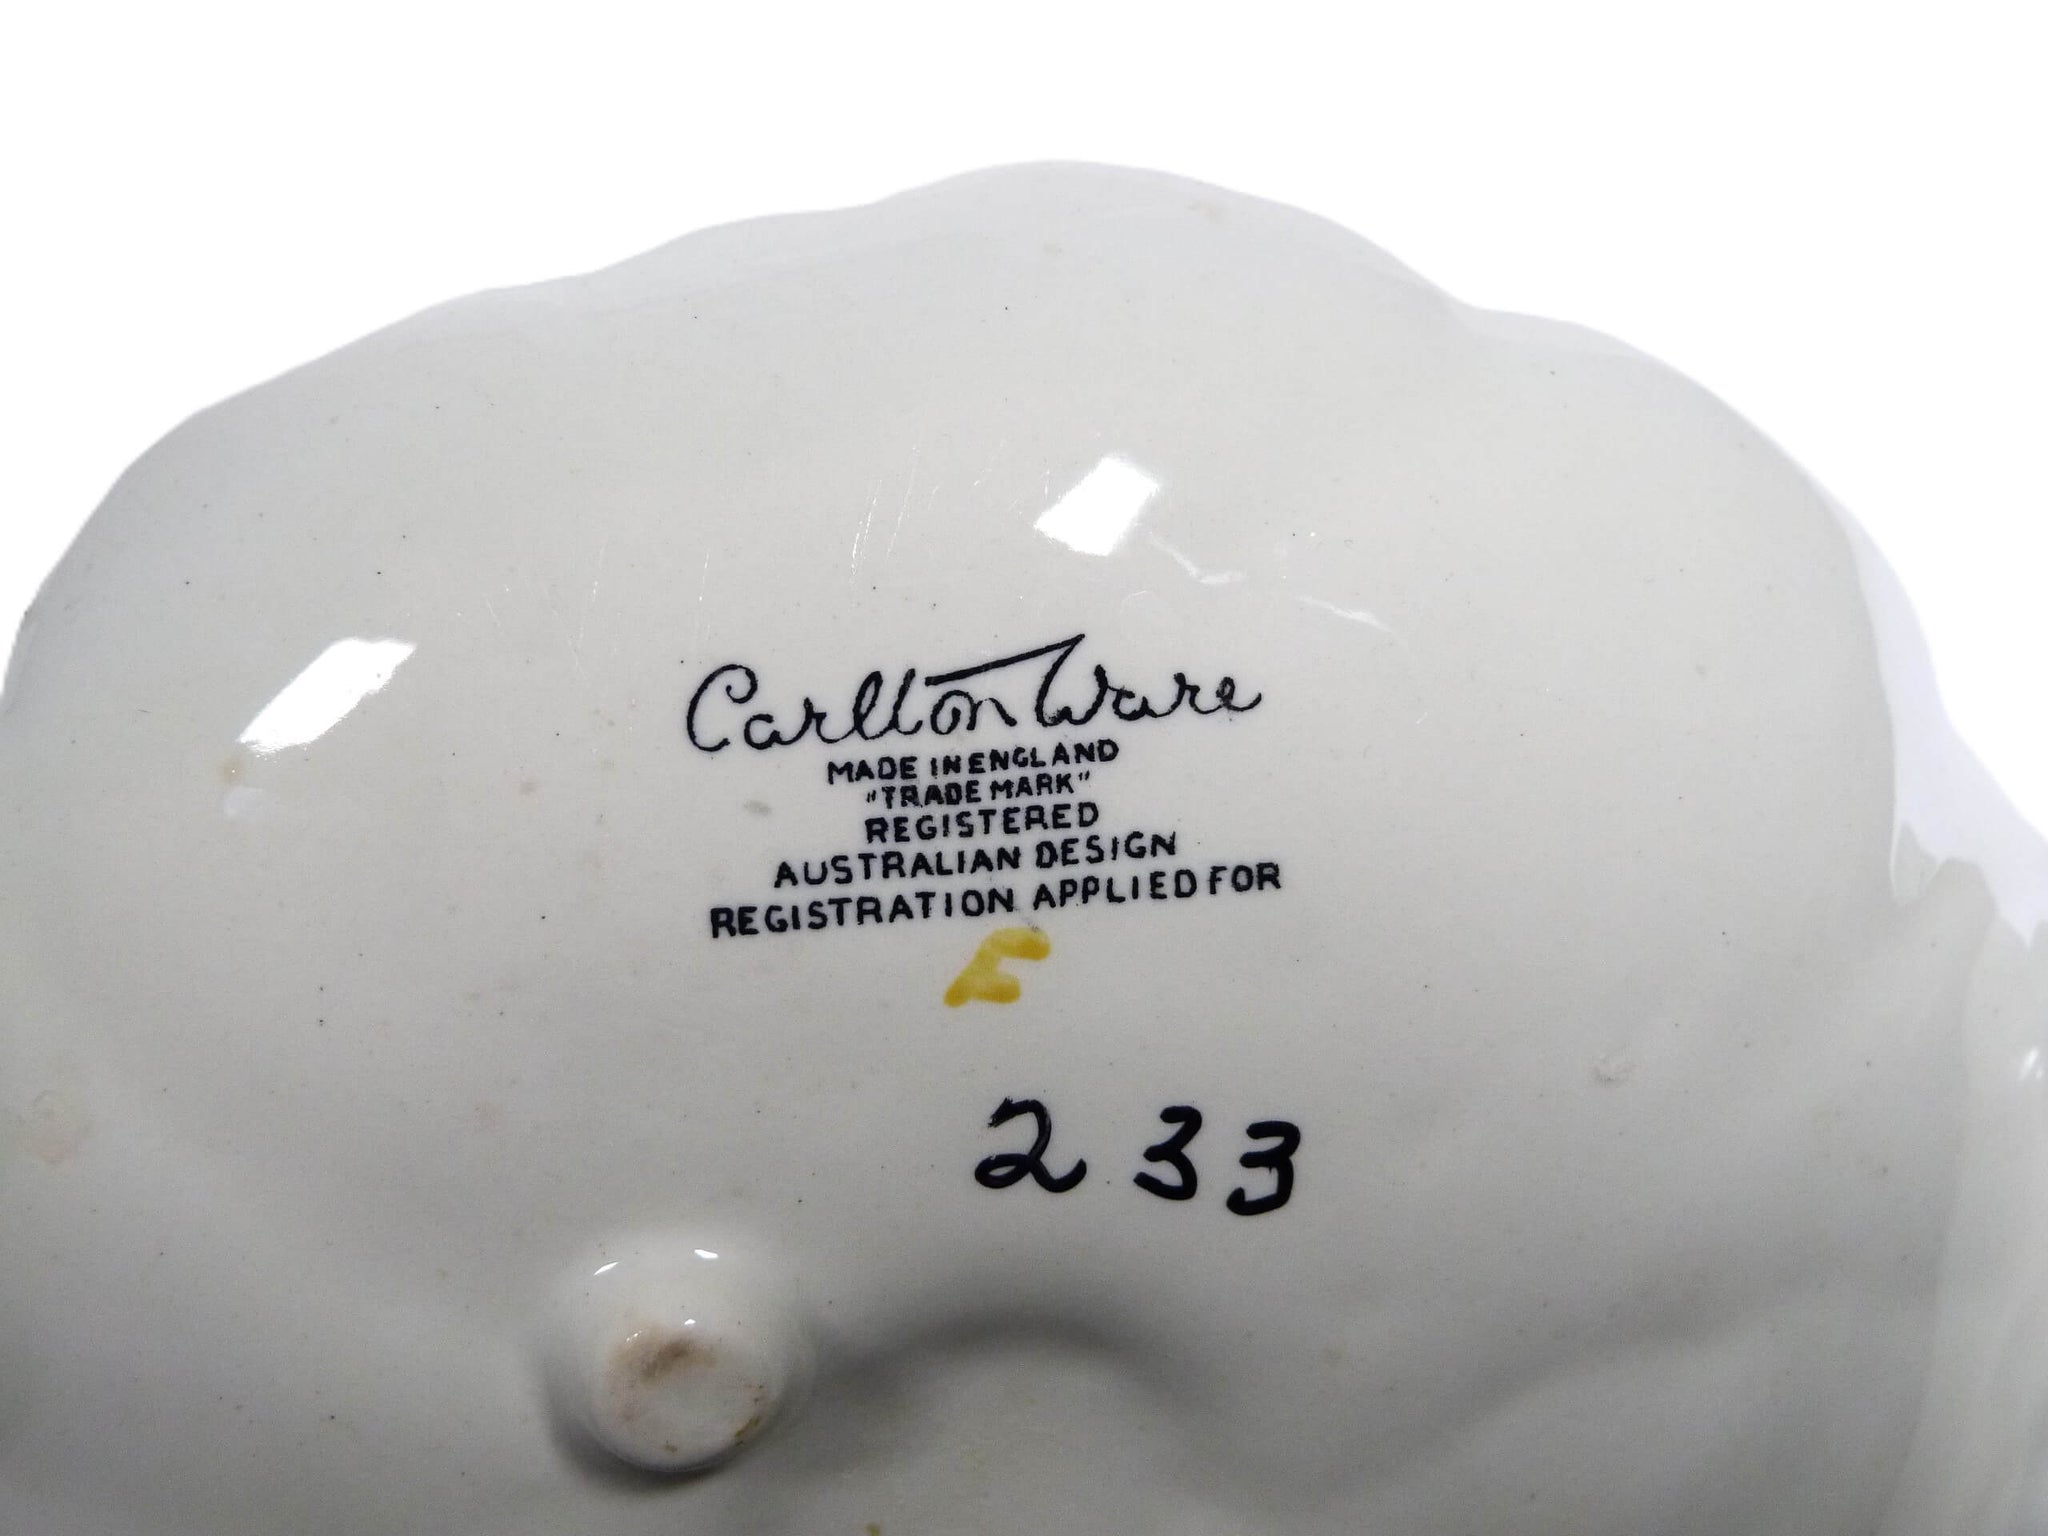 Carlton Ware
MADE IN ENGLAND
"TRADE MARK"
REGISTERED
AUSTRALIAN DESIGN
REGISTRATION APPLIED FOR
233